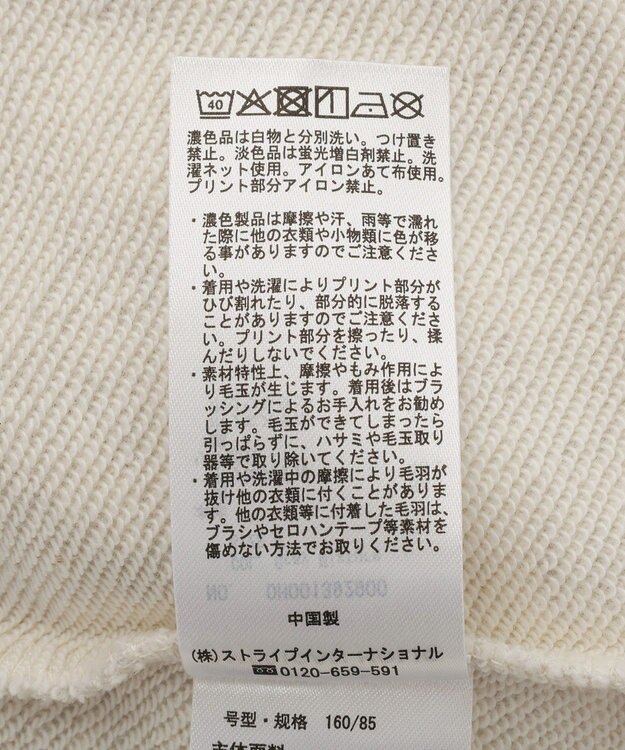 40
濃色品は白物と分別洗い。つけ置き
禁止。淡色品は蛍光増白剤禁止。洗
濯ネット使用。アイロンあて布使用。
プリント部分アイロン禁止。
・濃色製品は摩擦や汗、雨等で濡れ
た際に他の衣類や小物類に色が移
る事がありますのでご注意くださ
い。
・着用や洗濯によりプリント部分が
ひび割れたり、部分的に脱落する
ことがありますのでご注意くださ
い。プリント部分を擦ったり、揉
んだりしないでください。
・素材特性上、摩擦やもみ作用によ
り毛玉が生じます。着用後はブラ
ッシングによるお手入れをお勧め
します。毛玉ができてしまったら
引っぱらずに、ハサミや毛玉取り
器等で取り除いてください。
・着用や洗濯中の摩擦により毛羽が
抜け他の衣類に付くことがありま
す。他の衣類等に付着した毛羽は、
ブラシやセロハンテープ等素材を
傷めない方法でお取りください。
中国製
(株)ストライプインターナショナル
0120-659-591
号型・规格 160/85
主体面料